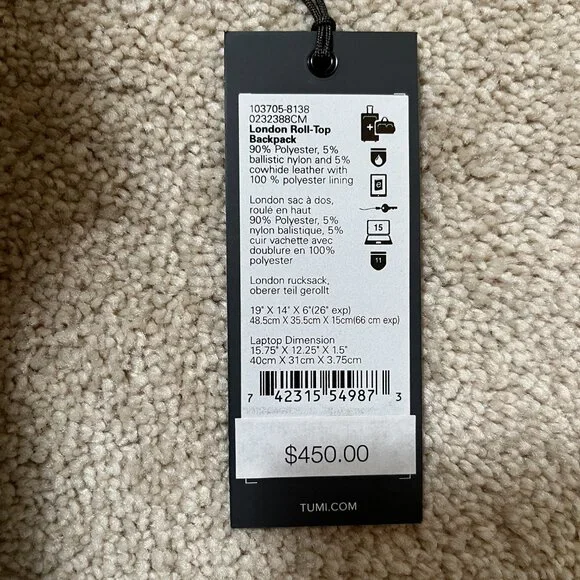 103705-8138
0232388CM
London Roll-Top
Backpack
90% Polyester, 5%
ballistic nylon and 5%
cowhide leather with
100 % polyester lining
London sac à dos,
roulé en haut
90% Polyester, 5%
nylon balistique, 5%
cuir vachette avec
doublure en 100%
polyester
London rucksack,
oberer teil gerollt
19" X 14" X 6"(26" exp)
48.5cm X 35.5cm X 15cm(66 cm exp)
Laptop Dimension
15.75" X 12.25" X 1.5"
40cm X 31cm X 3.75cm
15
11
7 42315 54987 3
$450.00
TUMI.COM